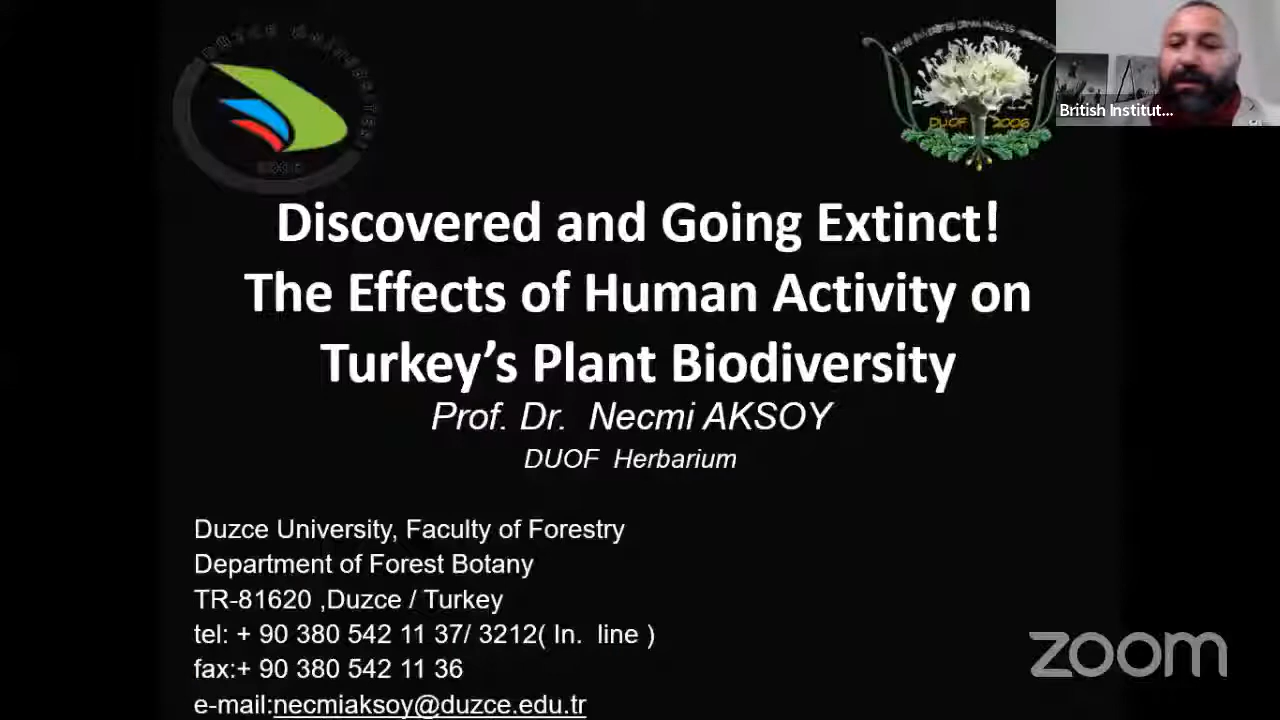 DUZCE UNIVERSITY
DUOF 2006
British Institut...
Discovered and Going Extinct!
The Effects of Human Activity on
Turkey's Plant Biodiversity
Prof. Dr. Necmi AKSOY
DUOF Herbarium
Duzce University, Faculty of Forestry
Department of Forest Botany
TR-81620 ,Duzce / Turkey
tel: + 90 380 542 11 37/ 3212( In. line )
fax:+ 90 380 542 11 36
e-mail:necmiaksoy@duzce.edu.tr
zoom